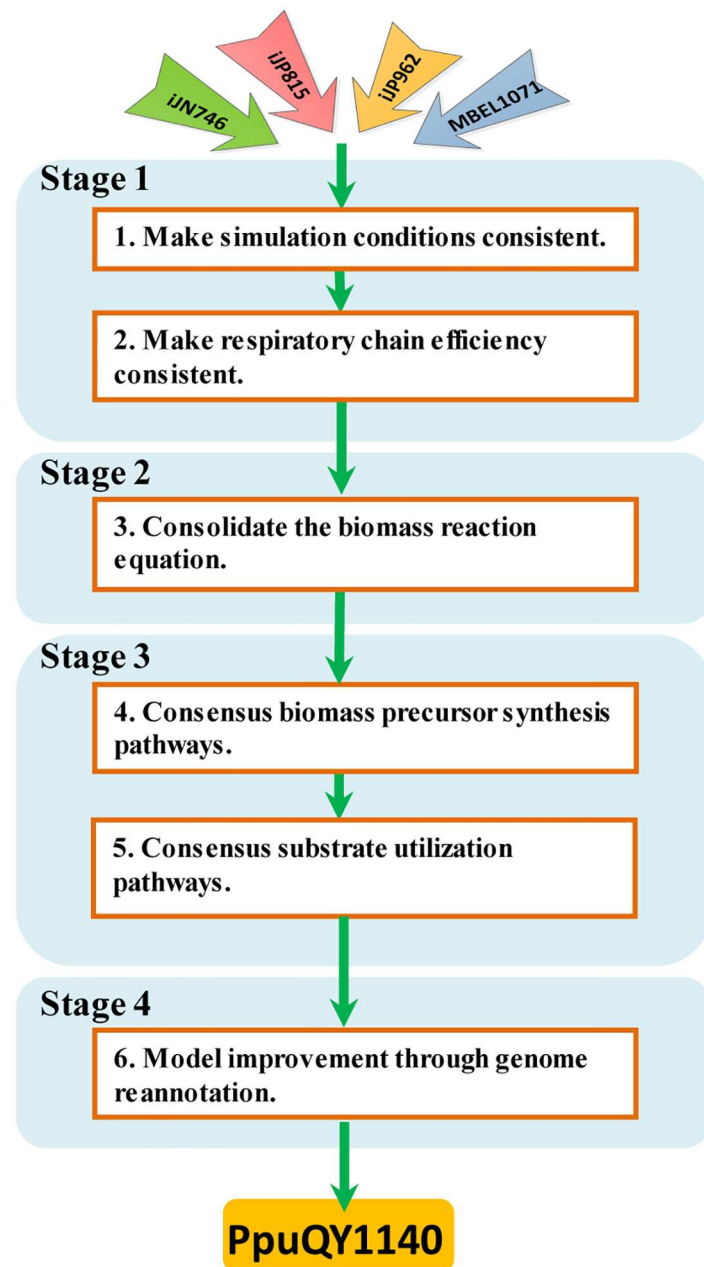 iJN746
iJP815
iJP962
MBEL1071
Stage 1
1. Make simulation conditions consistent.
2. Make respiratory chain efficiency
consistent.
Stage 2
3. Consolidate the biomass reaction
equation.
Stage 3
4. Consensus biomass precursor synthesis
pathways.
5. Consensus substrate utilization
pathways.
Stage 4
6. Model improvement through genome
reannotation.
PpuQY1140